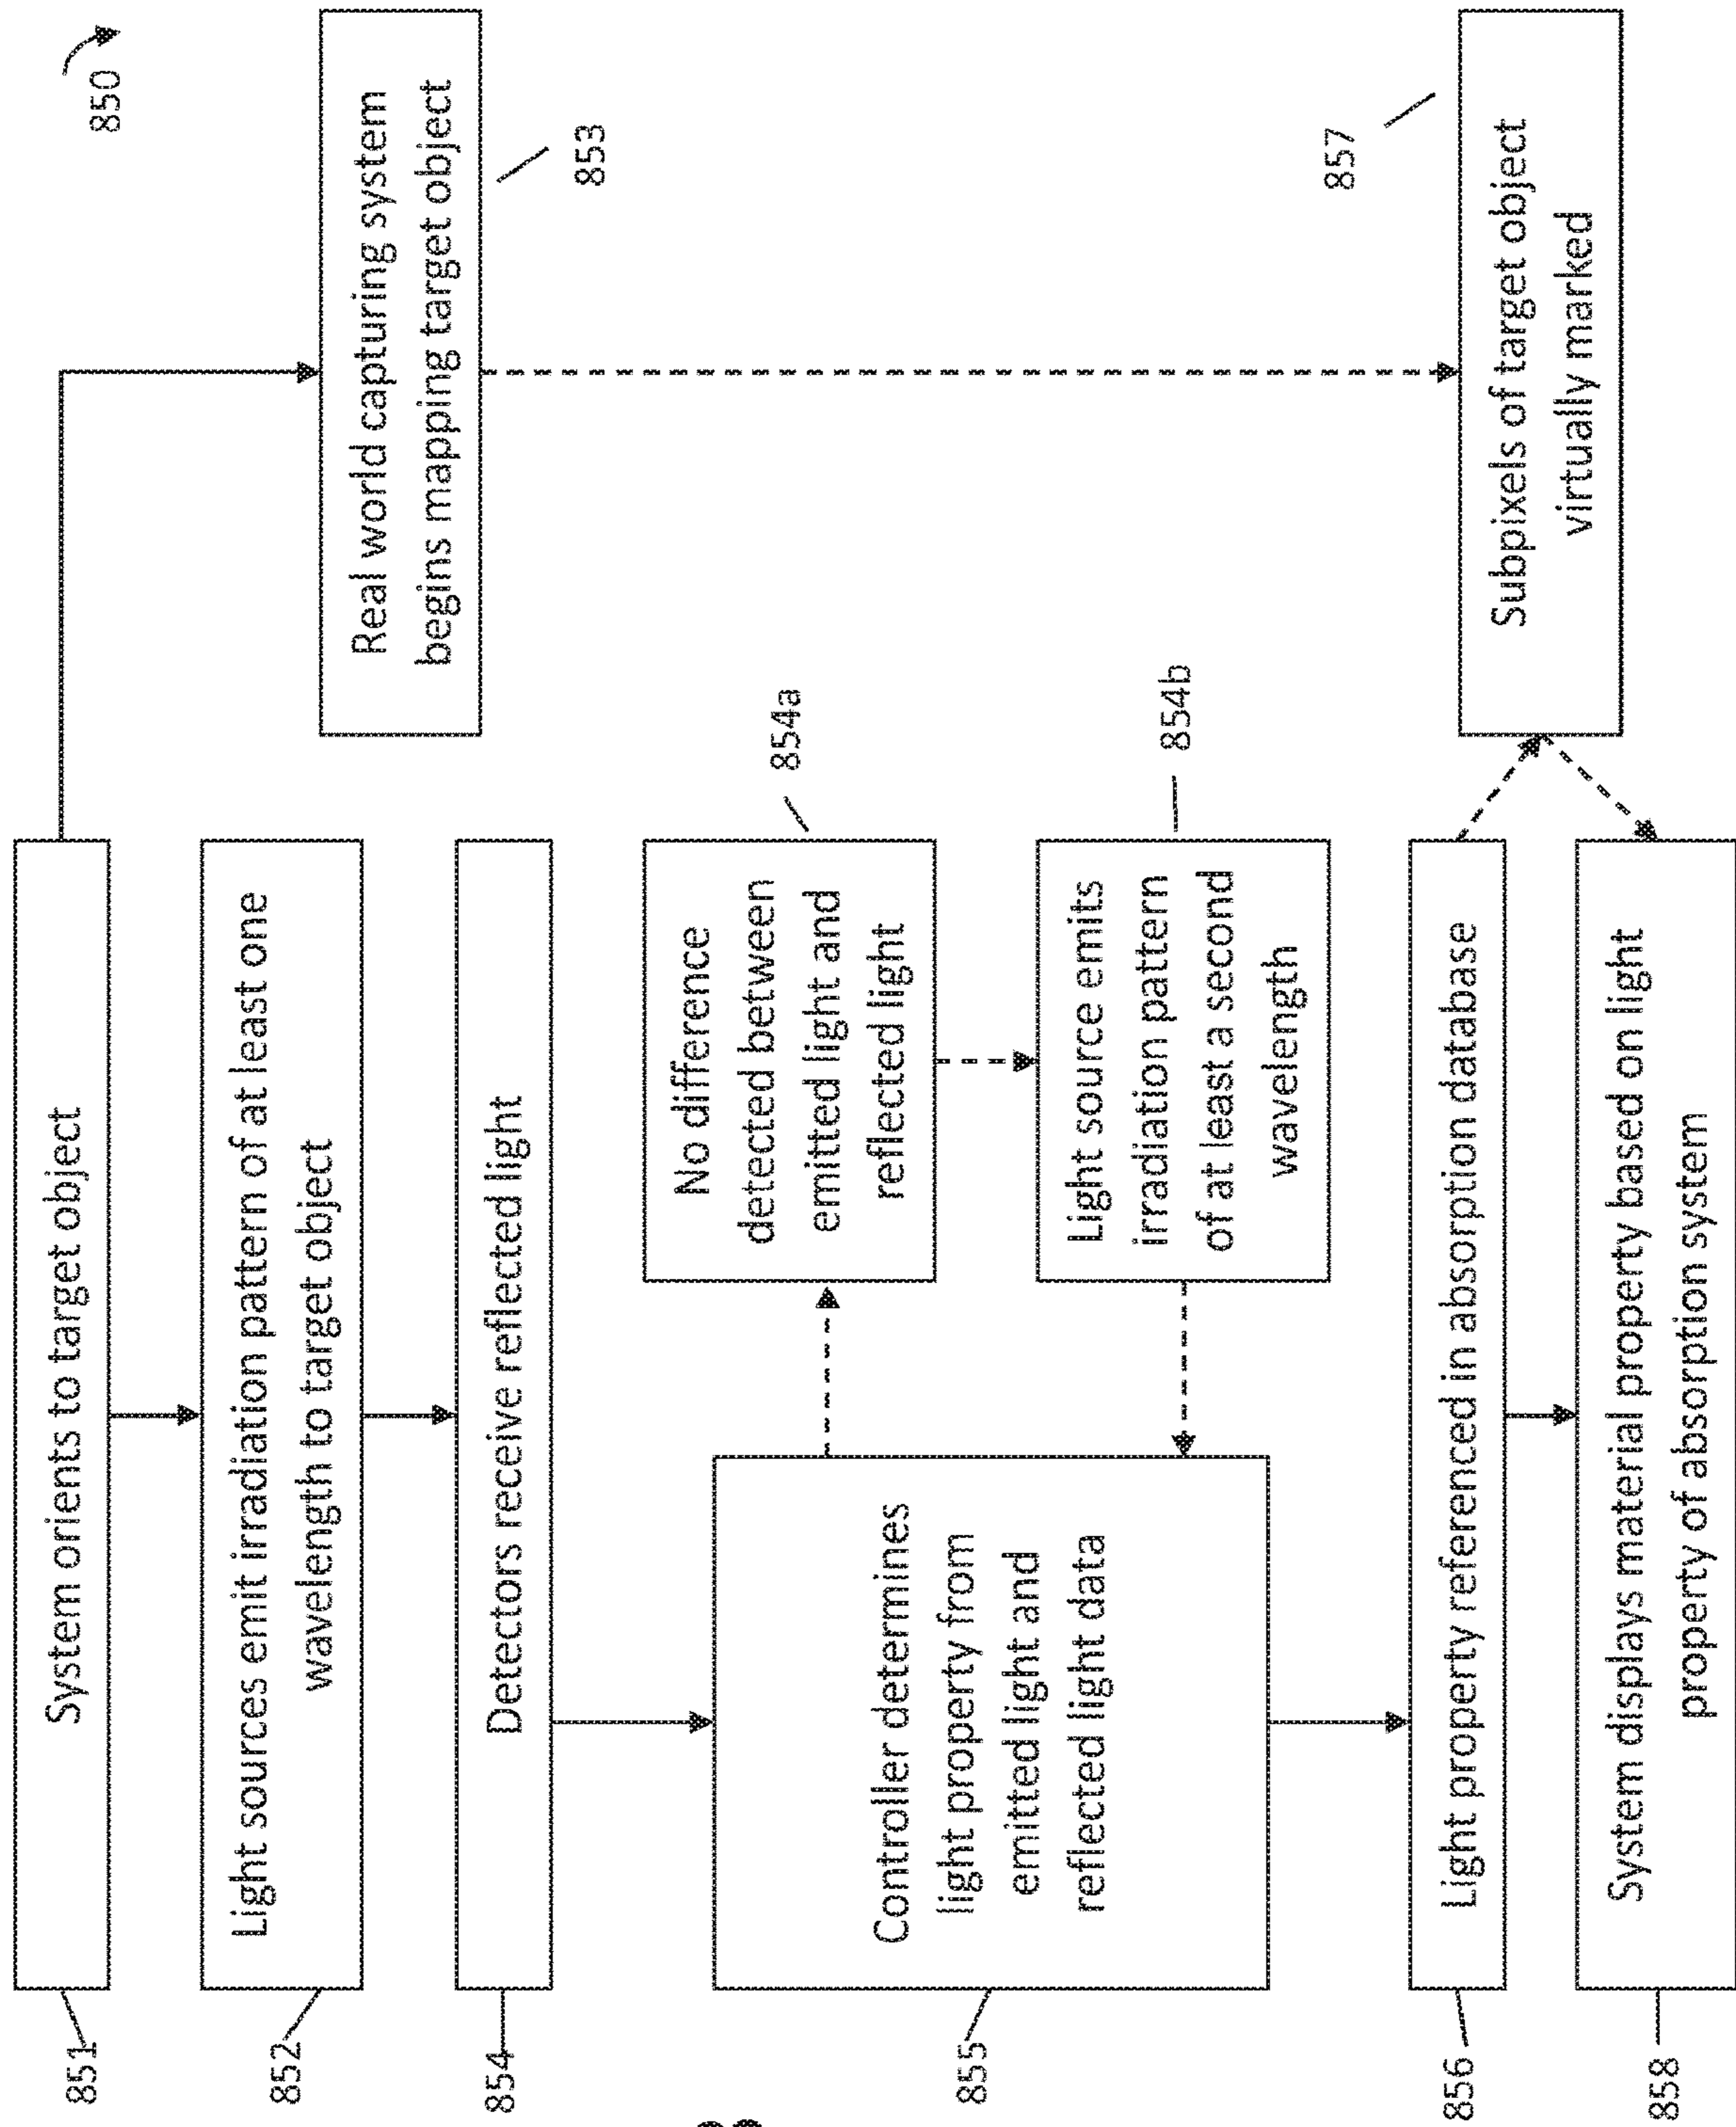 850
851
System orients to target object
852
Light sources emit irradiation pattern of at least one
wavelength to target object
Real world capturing system
begins mapping target object
853
854
Detectors receive reflected light
855
Controller determines
light property from
emitted light and
reflected light data
No difference
detected between
emitted light and
reflected light
854a
Light source emits
irradiation pattern
of at least a second
wavelength
854b
856
Light property referenced in absorption database
857
Subpixels of target object
virtually marked
858
System displays material property based on light
property of absorption system